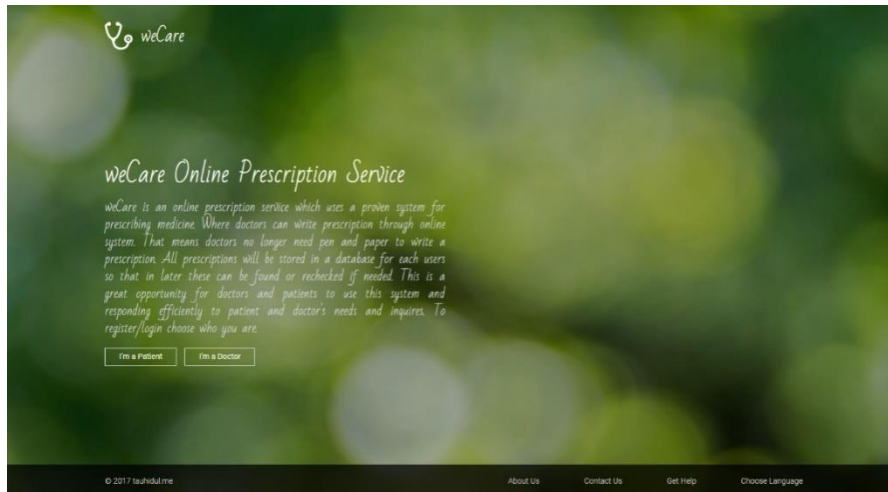 weCare
weCare Online Prescription Service
weCare is an online prescription service which uses a proven system for
prescribing medicine. Where doctors can write prescription through online
system. That means doctors no longer need pen and paper to write a
prescription. All prescriptions will be stored in a database for each users
so that in later these can be found or rechecked if needed. This is a
great opportunity for doctors and patients to use this system and
responding efficiently to patient and doctor's needs and inquires. To
register/login choose who you are.
I'm a Patient I'm a Doctor
© 2017 tauhidul.me About Us Contact Us Get Help Choose Language